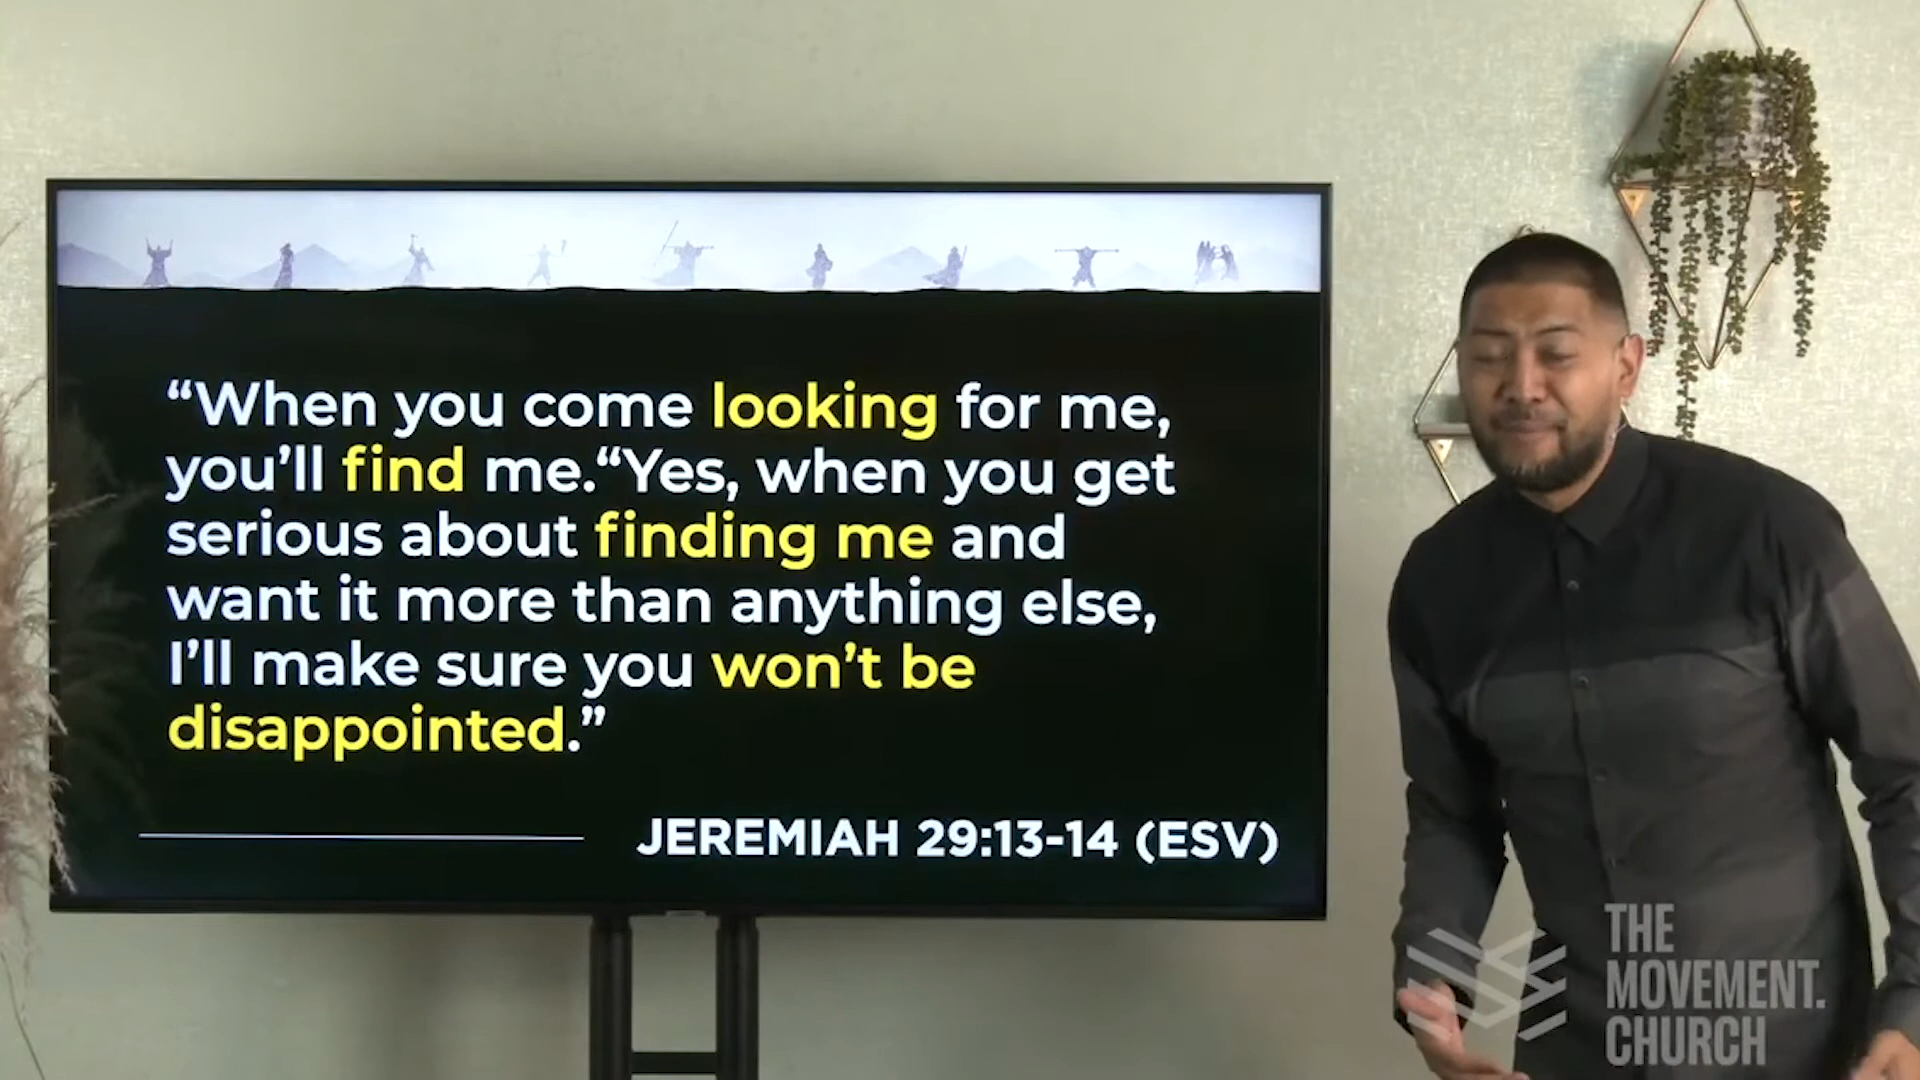 “When you come looking for me,
you’ll find me.“Yes, when you get
serious about finding me and
want it more than anything else,
I’ll make sure you won’t be
disappointed.”
JEREMIAH 29:13-14 (ESV)
THE
MOVEMENT.
CHURCH